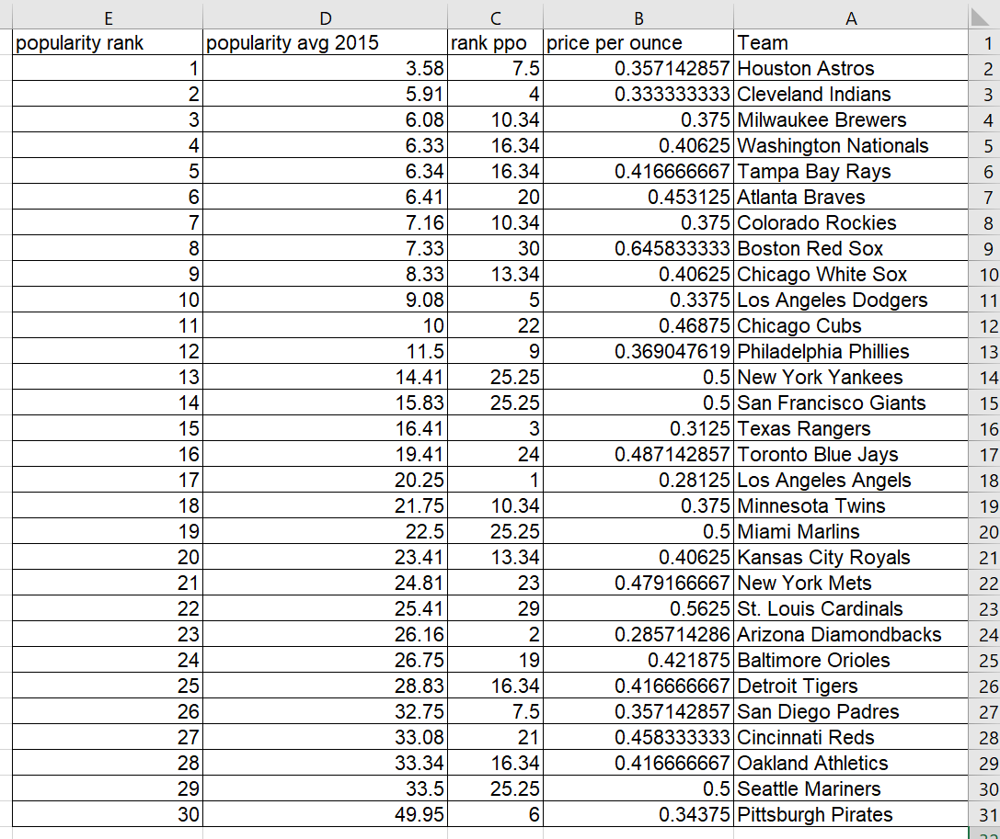 E D C B A
popularity rank popularity avg 2015 rank ppo price per ounce Team 1
1 3.58 7.5 0.357142857 Houston Astros 2
2 5.91 4 0.333333333 Cleveland Indians 3
3 6.08 10.34 0.375 Milwaukee Brewers 4
4 6.33 16.34 0.40625 Washington Nationals 5
5 6.34 16.34 0.416666667 Tampa Bay Rays 6
6 6.41 20 0.453125 Atlanta Braves 7
7 7.16 10.34 0.375 Colorado Rockies 8
8 7.33 30 0.645833333 Boston Red Sox 9
9 8.33 13.34 0.40625 Chicago White Sox 10
10 9.08 5 0.3375 Los Angeles Dodgers 11
11 10 22 0.46875 Chicago Cubs 12
12 11.5 9 0.369047619 Philadelphia Phillies 13
13 14.41 25.25 0.5 New York Yankees 14
14 15.83 25.25 0.5 San Francisco Giants 15
15 16.41 3 0.3125 Texas Rangers 16
16 19.41 24 0.487142857 Toronto Blue Jays 17
17 20.25 1 0.28125 Los Angeles Angels 18
18 21.75 10.34 0.375 Minnesota Twins 19
19 22.5 25.25 0.5 Miami Marlins 20
20 23.41 13.34 0.40625 Kansas City Royals 21
21 24.81 23 0.479166667 New York Mets 22
22 25.41 29 0.5625 St. Louis Cardinals 23
23 26.16 2 0.285714286 Arizona Diamondbacks 24
24 26.75 19 0.421875 Baltimore Orioles 25
25 28.83 16.34 0.416666667 Detroit Tigers 26
26 32.75 7.5 0.357142857 San Diego Padres 27
27 33.08 21 0.458333333 Cincinnati Reds 28
28 33.34 16.34 0.416666667 Oakland Athletics 29
29 33.5 25.25 0.5 Seattle Mariners 30
30 49.95 6 0.34375 Pittsburgh Pirates 31